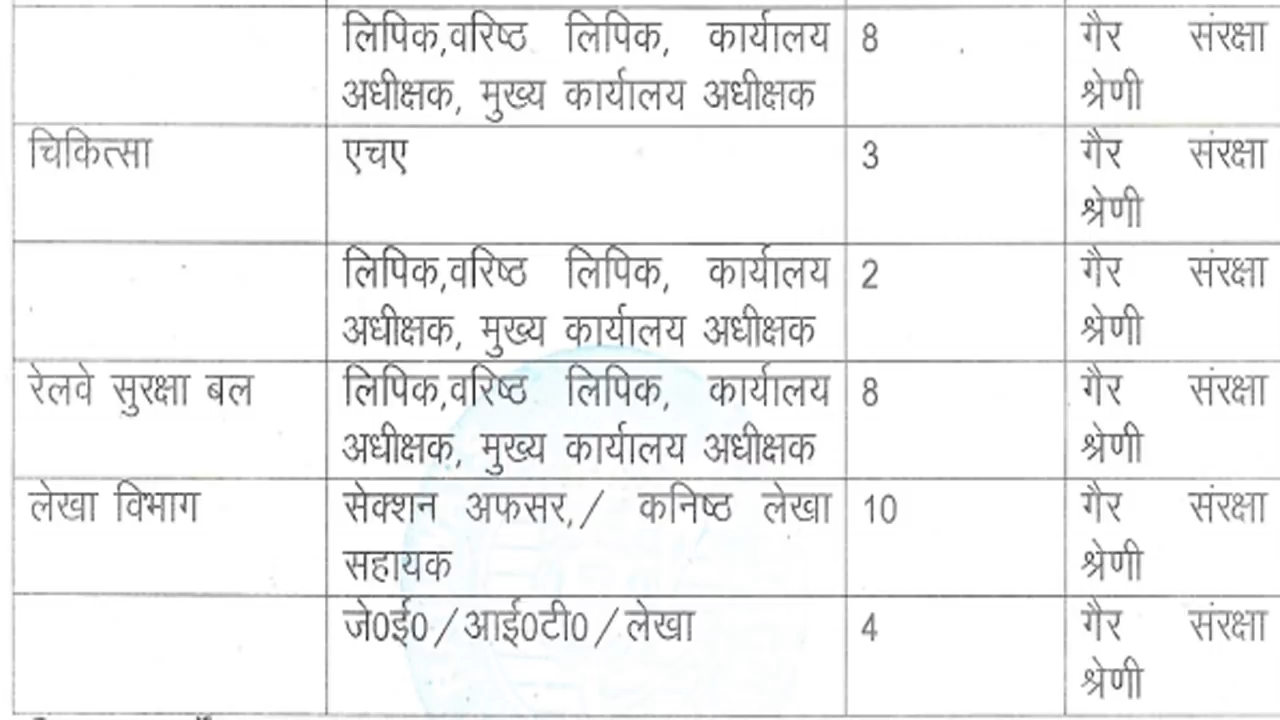 लिपिक,वरिष्ठ लिपिक, कार्यालय 8 गैर संरक्षा
अधीक्षक, मुख्य कार्यालय अधीक्षक श्रेणी
चिकित्सा एचए 3 गैर संरक्षा
श्रेणी
लिपिक,वरिष्ठ लिपिक, कार्यालय 2 गैर संरक्षा
अधीक्षक, मुख्य कार्यालय अधीक्षक श्रेणी
रेलवे सुरक्षा बल लिपिक,वरिष्ठ लिपिक, कार्यालय 8 गैर संरक्षा
अधीक्षक, मुख्य कार्यालय अधीक्षक श्रेणी
लेखा विभाग सेक्शन अफसर,/ कनिष्ठ लेखा 10 गैर संरक्षा
सहायक श्रेणी
जे0ई0/आई0टी0/लेखा 4 गैर संरक्षा
श्रेणी